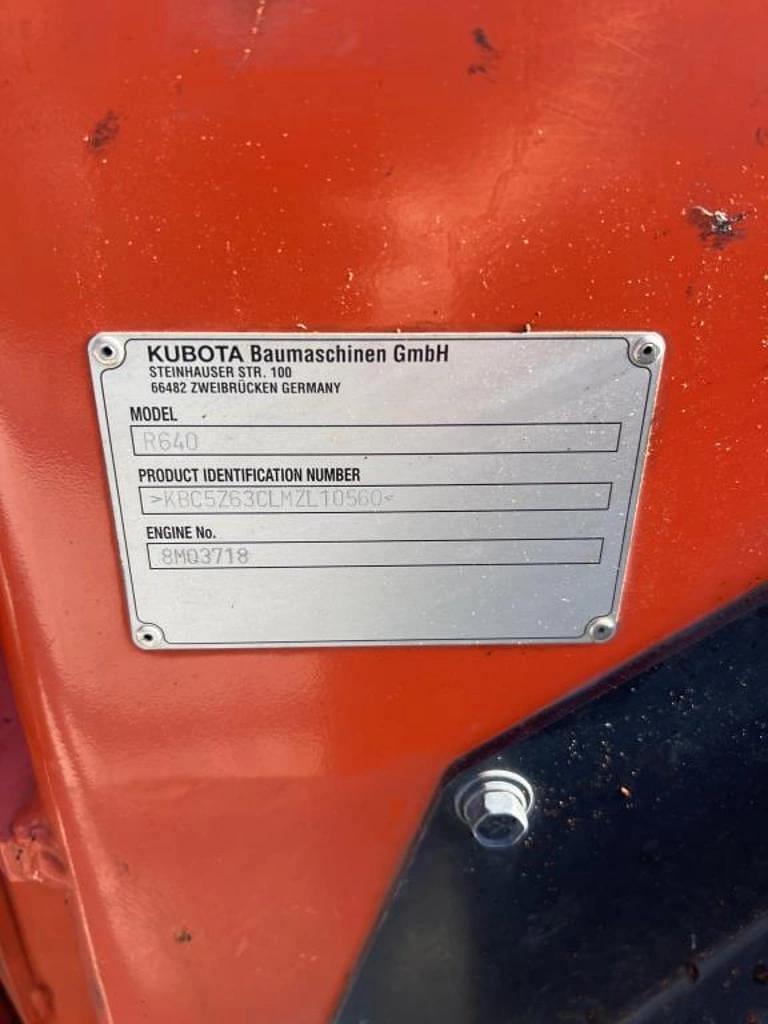 KUBOTA Baumaschinen GmbH
STEINHAUSER STR. 100
66482 ZWEIBRÜCKEN GERMANY
MODEL
R640
PRODUCT IDENTIFICATION NUMBER
>KBC5Z63CLMZL10560<
ENGINE No.
8MQ3718